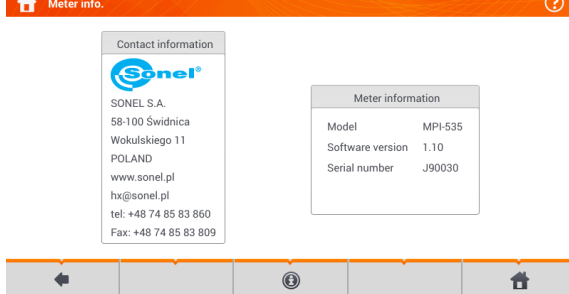 Meter info.
Contact information
Sonel®
SONEL S.A.
58-100 Świdnica
Wokulskiego 11
POLAND
www.sonel.pl
hx@sonel.pl
tel: +48 74 85 83 860
Fax: +48 74 85 83 809
Meter information
Model MPI-535
Software version 1.10
Serial number J90030